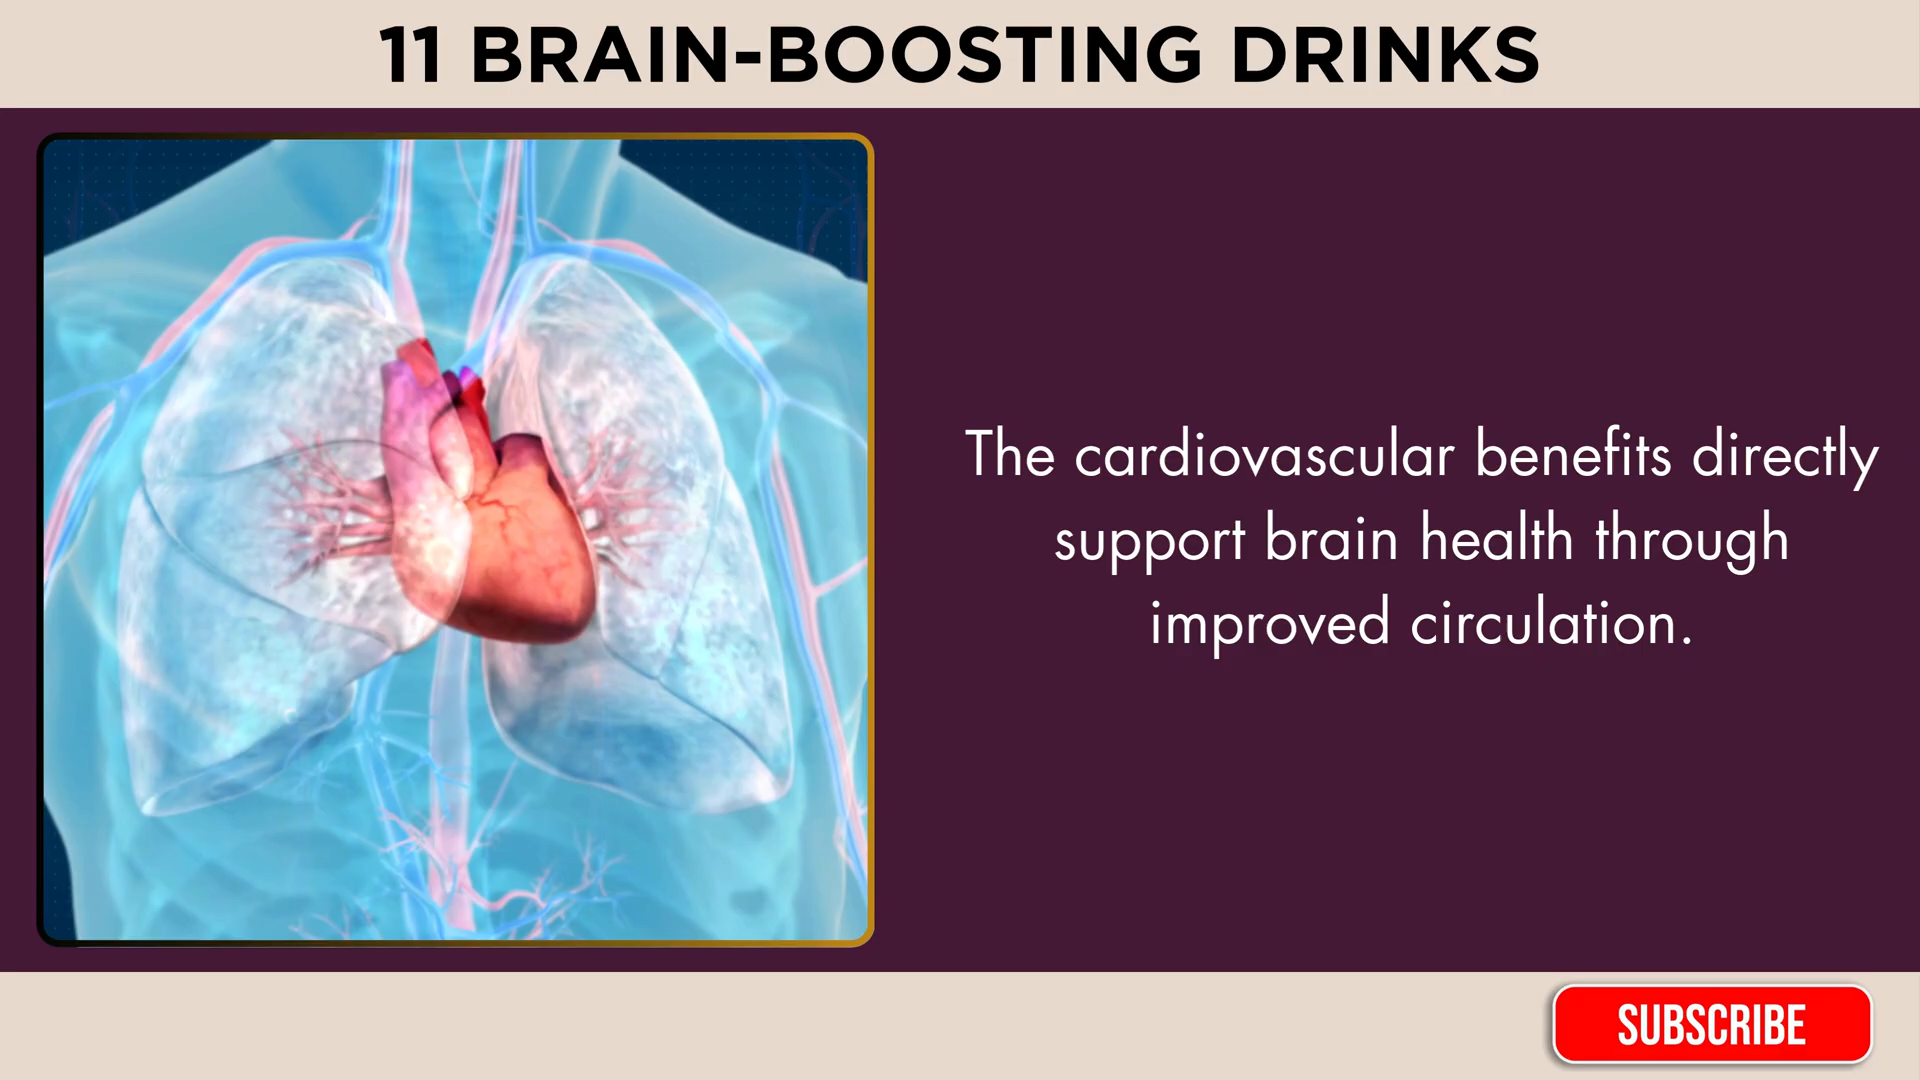 11 BRAIN-BOOSTING DRINKS
The cardiovascular benefits directly
support brain health through
improved circulation.
SUBSCRIBE